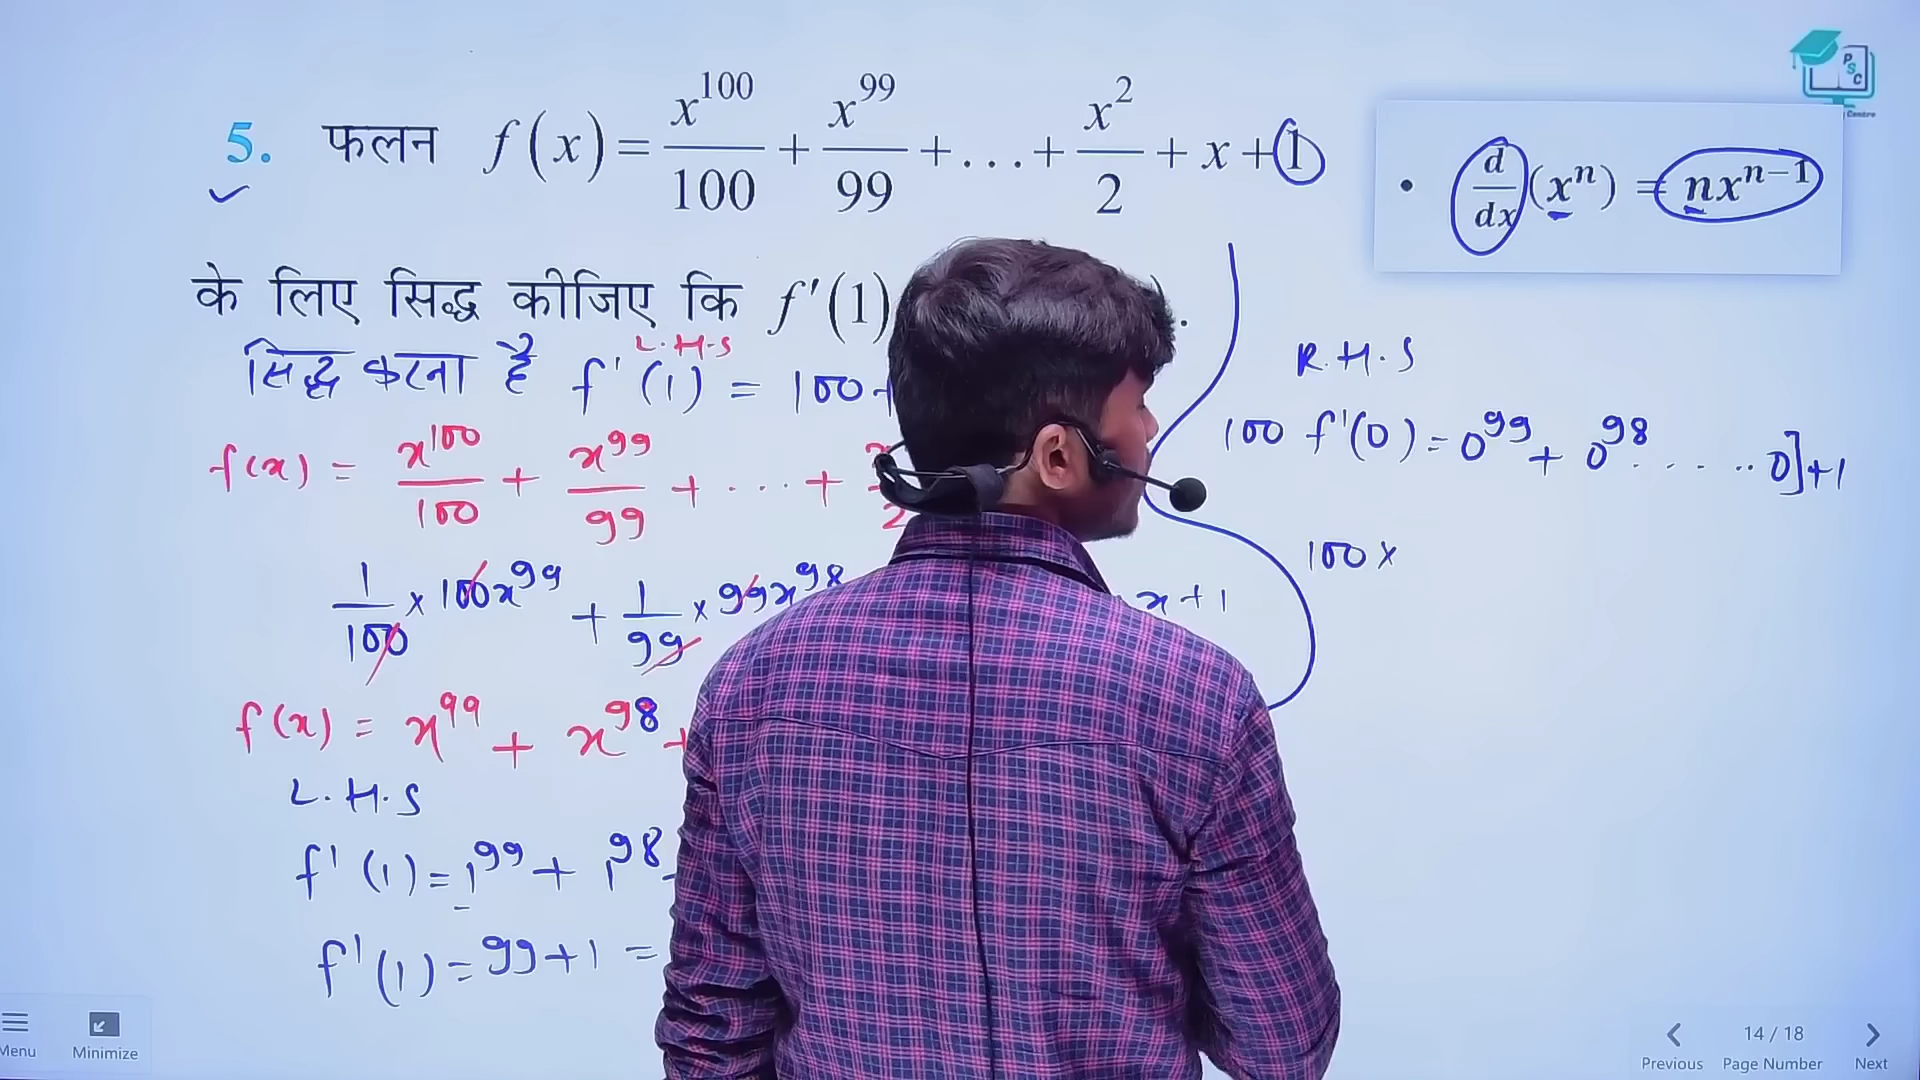 5. फलन f(x) = x^100/100 + x^99/99 + ... + x^2/2 + x + 1
• d/dx (x^n) = nx^(n-1)
के लिए सिद्ध कीजिए कि f'(1) .
L.H.S
सिद्ध करना है f'(1) = 100
f(x) = x^100/100 + x^99/99 + ... +
1/100 × 100x^99 + 1/99 × 99x^98 x + 1
f(x) = x^99 + x^98 +
L.H.S
f'(1) = 1^99 + 1^98
f'(1) = 99 + 1 =
R.H.S
100 f'(0) = 0^99 + 0^98 ..... 0] + 1
100 ×
PSC
Centre
Menu
Minimize
Previous
14 / 18
Page Number
Next